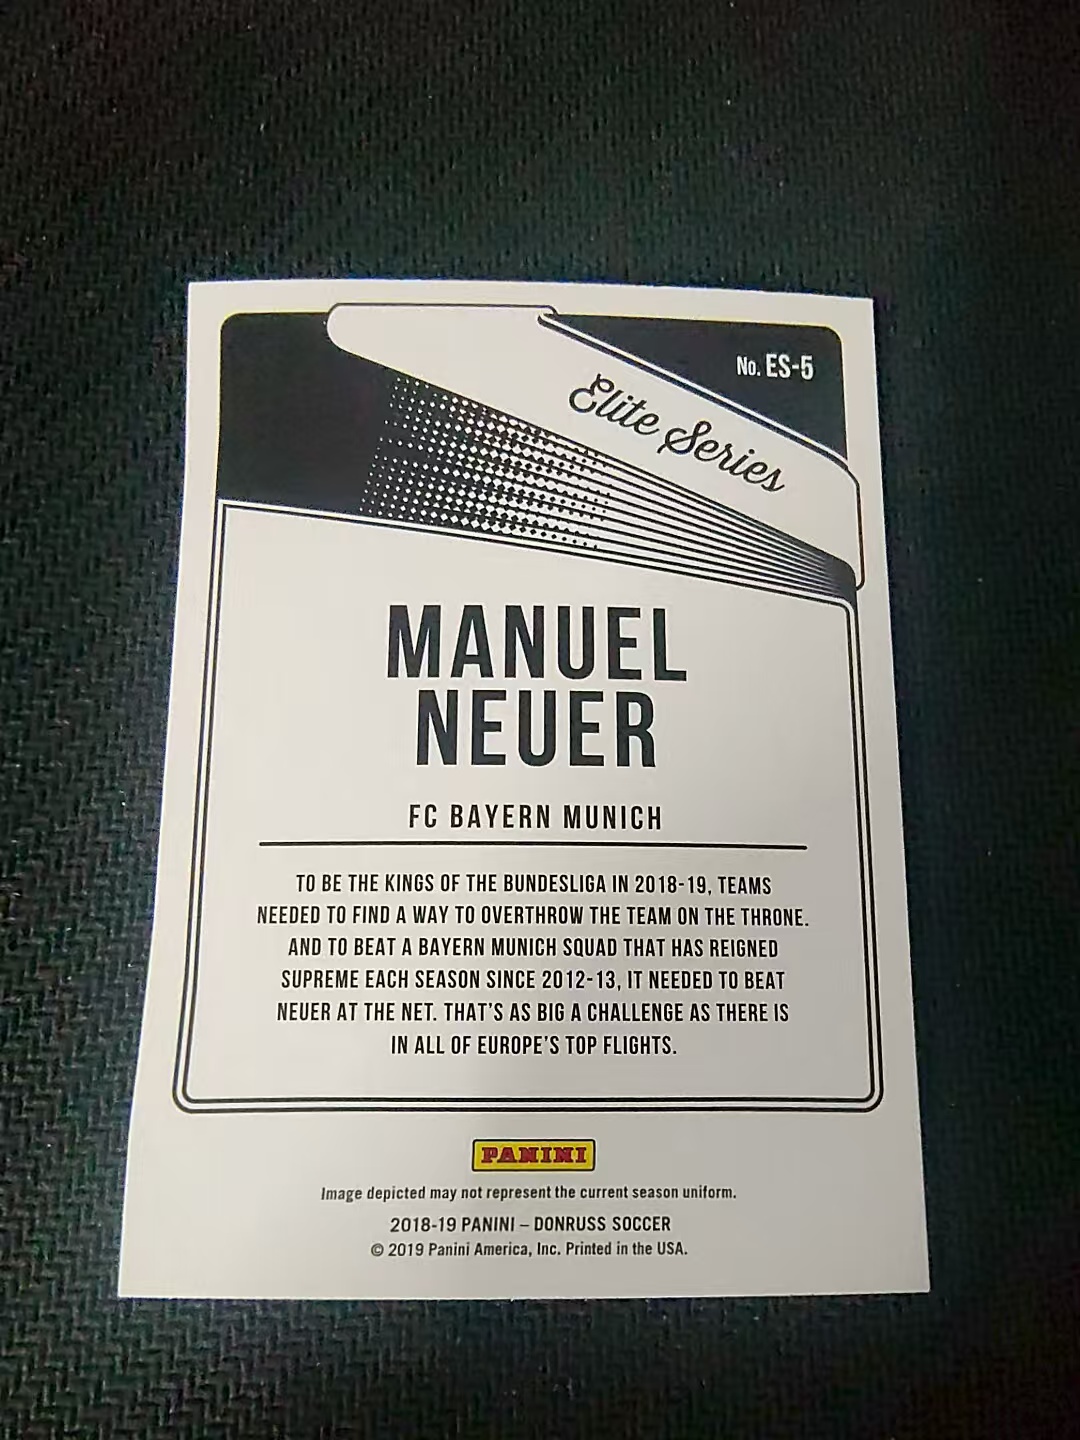 No. ES-5
Elite Series
MANUEL
NEUER
FC BAYERN MUNICH
TO BE THE KINGS OF THE BUNDESLIGA IN 2018-19, TEAMS
NEEDED TO FIND A WAY TO OVERTHROW THE TEAM ON THE THRONE.
AND TO BEAT A BAYERN MUNICH SQUAD THAT HAS REIGNED
SUPREME EACH SEASON SINCE 2012-13, IT NEEDED TO BEAT
NEUER AT THE NET. THAT'S AS BIG A CHALLENGE AS THERE IS
IN ALL OF EUROPE'S TOP FLIGHTS.
PANINI
Image depicted may not represent the current season uniform.
2018-19 PANINI – DONRUSS SOCCER
© 2019 Panini America, Inc. Printed in the USA.